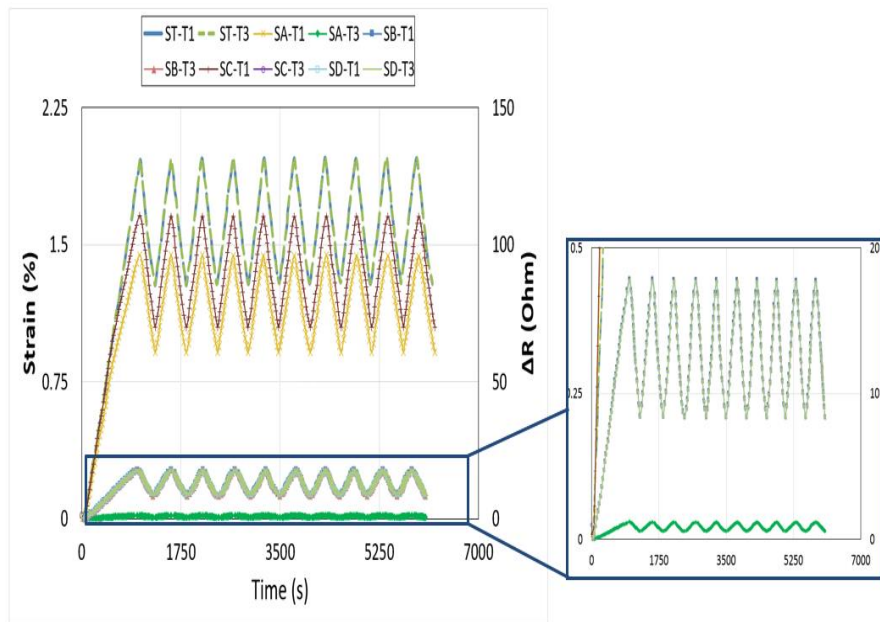 ST-T1 ST-T3 SA-T1 SA-T3 SB-T1
SB-T3 SC-T1 SC-T3 SD-T1 SD-T3
2.25
1.5
0.75
0
Strain (%)
150
100
50
0
ΔR (Ohm)
0 1750 3500 5250 7000
Time (s)
0.5
0.25
0
20
10
0
0 1750 3500 5250 7000